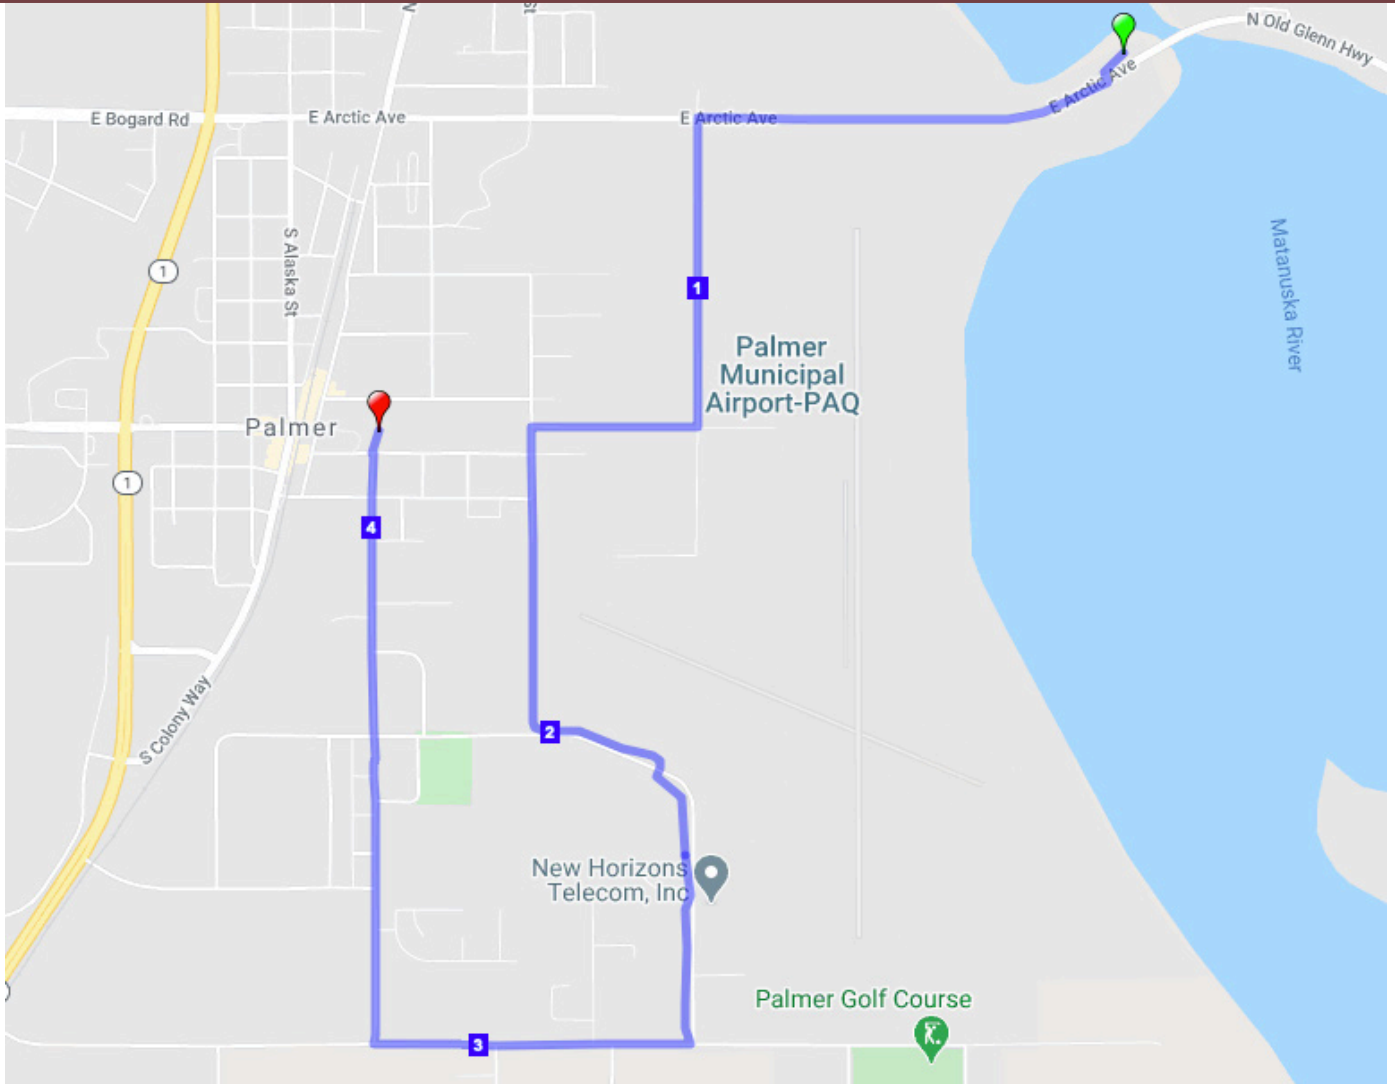 N Old Glenn Hwy
E Arctic Ave
E Bogard Rd
E Arctic Ave
E Arctic Ave
N
St
S Alaska St
1
Matanuska River
1
Palmer
Municipal
Airport-PAQ
Palmer
1
4
S Colony Way
2
New Horizons
Telecom, Inc
Palmer Golf Course
3